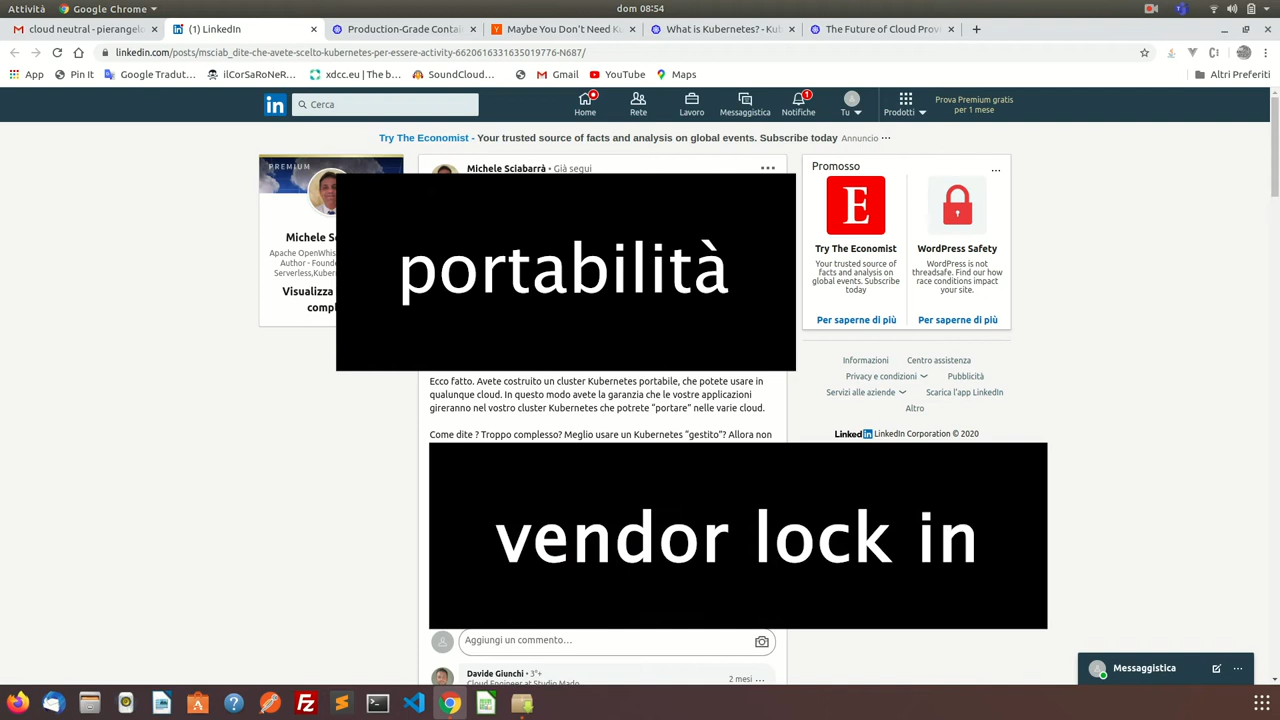 Attività
Google Chrome
dom 08:54
cloud neutral - pierangelo
(1) LinkedIn
Production-Grade Contai
Maybe You Don't Need Ku
What is Kubernetes? - Kub
The Future of Cloud Prov
linkedin.com/posts/msciab_dite-che-avete-scelto-kubernetes-per-essere-activity-6620616331635019776-N687/
App
Pin It
Google Tradut...
ilCorSaRoNeR...
xdcc.eu | The b...
SoundCloud...
Gmail
YouTube
Maps
Altri Preferiti
in
Cerca
Home
Rete
Lavoro
Messaggistica
1
Notifiche
Tu
Prodotti
Prova Premium gratis
per 1 mese
Try The Economist - Your trusted source of facts and analysis on global events. Subscribe today Annuncio ...
PREMIUM
Michele S
Apache OpenWhis
Author - Found
Serverless,Kuber
Visualizza
compl
Michele Sciabarrà • Già segui
portabilità
Ecco fatto. Avete costruito un cluster Kubernetes portabile, che potete usare in
qualunque cloud. In questo modo avete la garanzia che le vostre applicazioni
gireranno nel vostro cluster Kubernetes che potrete "portare" nelle varie cloud.
Come dite ? Troppo complesso? Meglio usare un Kubernetes "gestito"? Allora non
vendor lock in
Aggiungi un commento...
Davide Giunchi • 3°+
Cloud Engineer at Studio Mado
2 mesi ...
Promosso
E
Try The Economist
Your trusted source of
facts and analysis on
global events. Subscribe
today
Per saperne di più
WordPress Safety
WordPress is not
threadsafe. Find our how
race conditions impact
your site.
Per saperne di più
Informazioni
Centro assistenza
Privacy e condizioni
Pubblicità
Servizi alle aziende
Scarica l'app LinkedIn
Altro
Linked in LinkedIn Corporation © 2020
Messaggistica